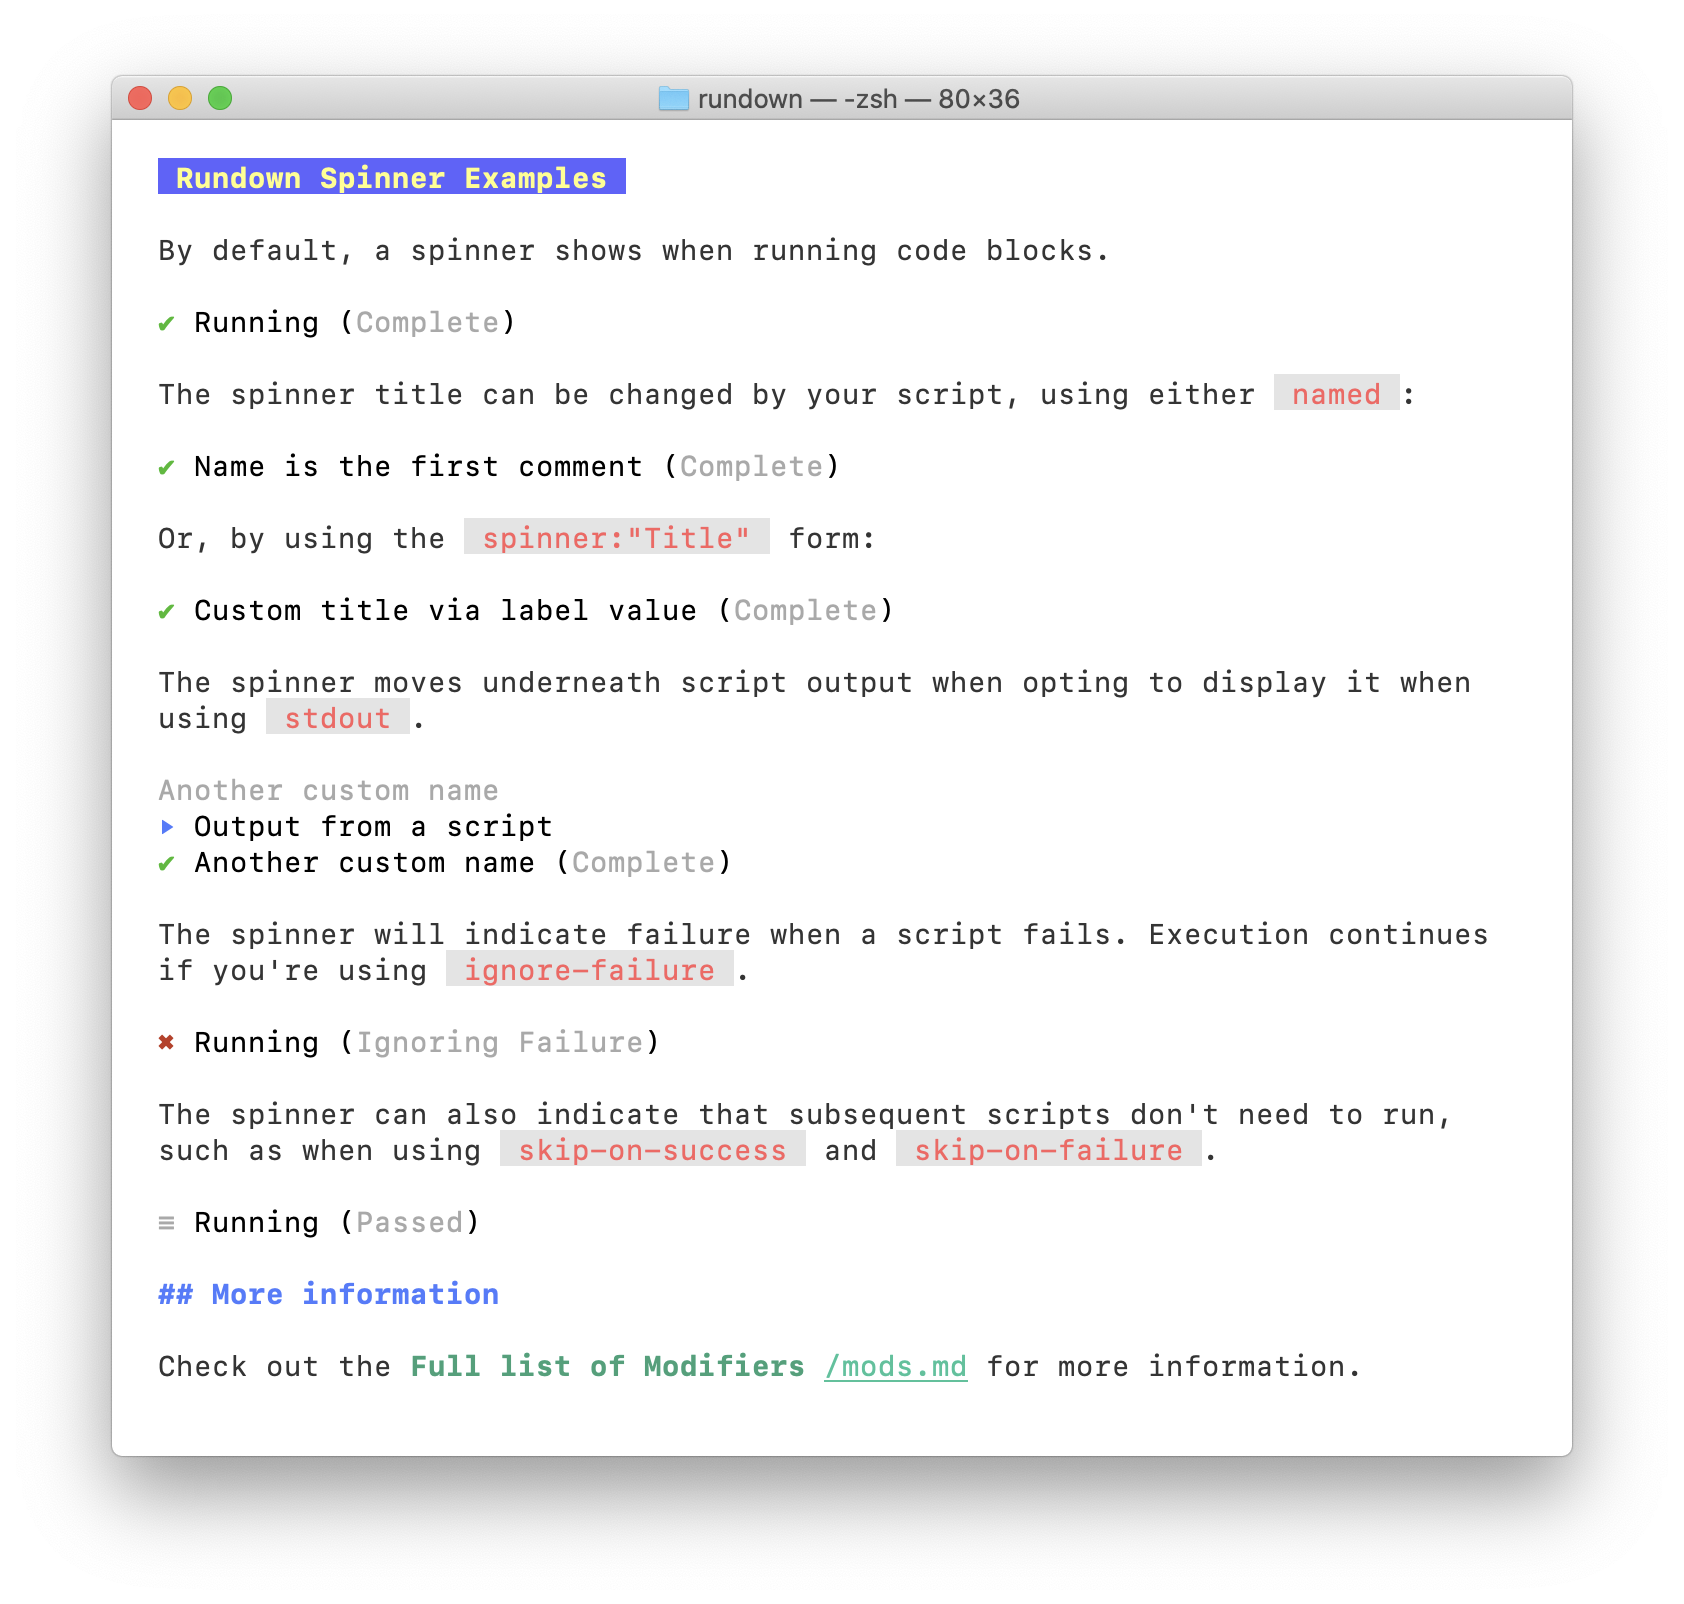 rundown — -zsh — 80×36
Rundown Spinner Examples
By default, a spinner shows when running code blocks.
✔ Running (Complete)
The spinner title can be changed by your script, using either named :
✔ Name is the first comment (Complete)
Or, by using the spinner:"Title" form:
✔ Custom title via label value (Complete)
The spinner moves underneath script output when opting to display it when
using stdout .
Another custom name
▶ Output from a script
✔ Another custom name (Complete)
The spinner will indicate failure when a script fails. Execution continues
if you're using ignore-failure .
✖ Running (Ignoring Failure)
The spinner can also indicate that subsequent scripts don't need to run,
such as when using skip-on-success and skip-on-failure .
≡ Running (Passed)
## More information
Check out the Full list of Modifiers /mods.md for more information.